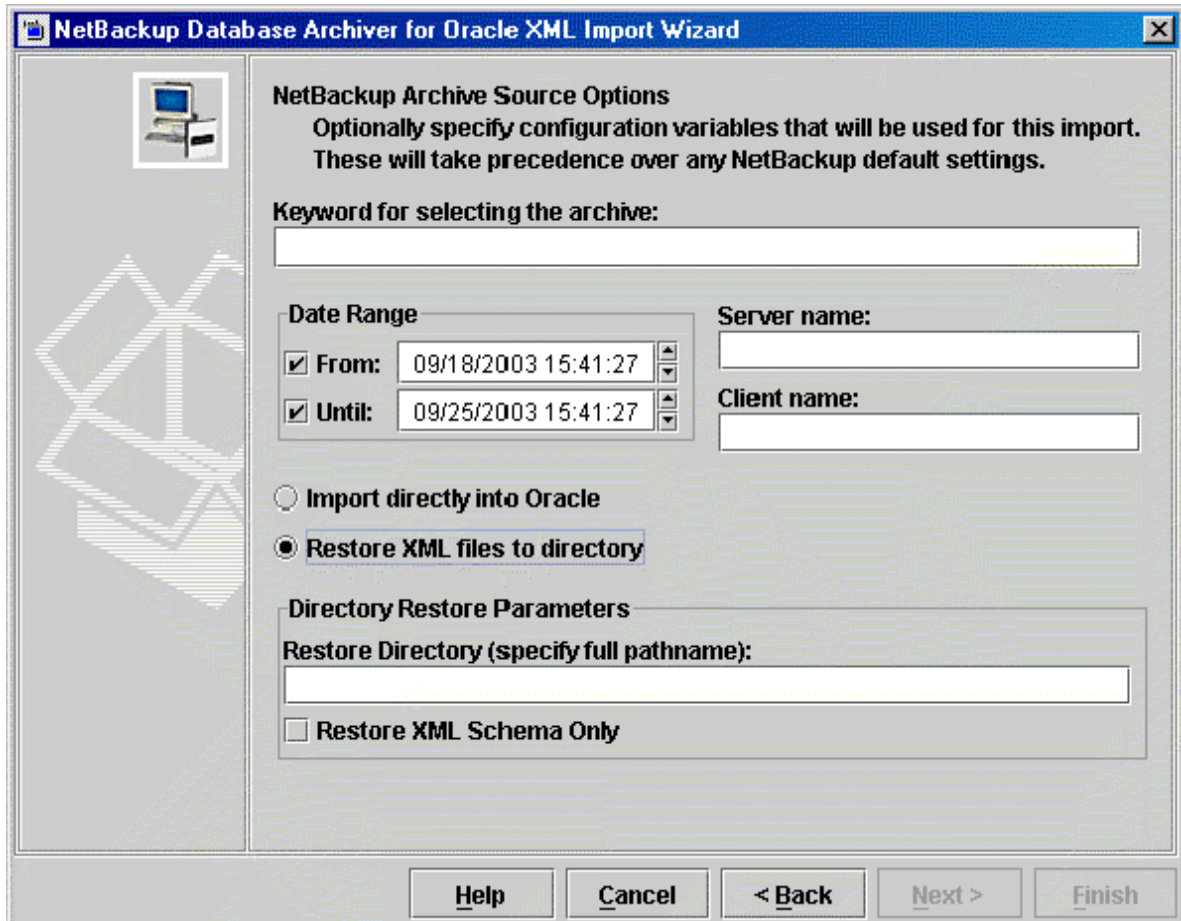 NetBackup Database Archiver for Oracle XML Import Wizard
NetBackup Archive Source Options
Optionally specify configuration variables that will be used for this import.
These will take precedence over any NetBackup default settings.
Keyword for selecting the archive:
Date Range
From: 09/18/2003 15:41:27
Until: 09/25/2003 15:41:27
Server name:
Client name:
Import directly into Oracle
Restore XML files to directory
Directory Restore Parameters
Restore Directory (specify full pathname):
Restore XML Schema Only
Help Cancel < Back Next > Finish